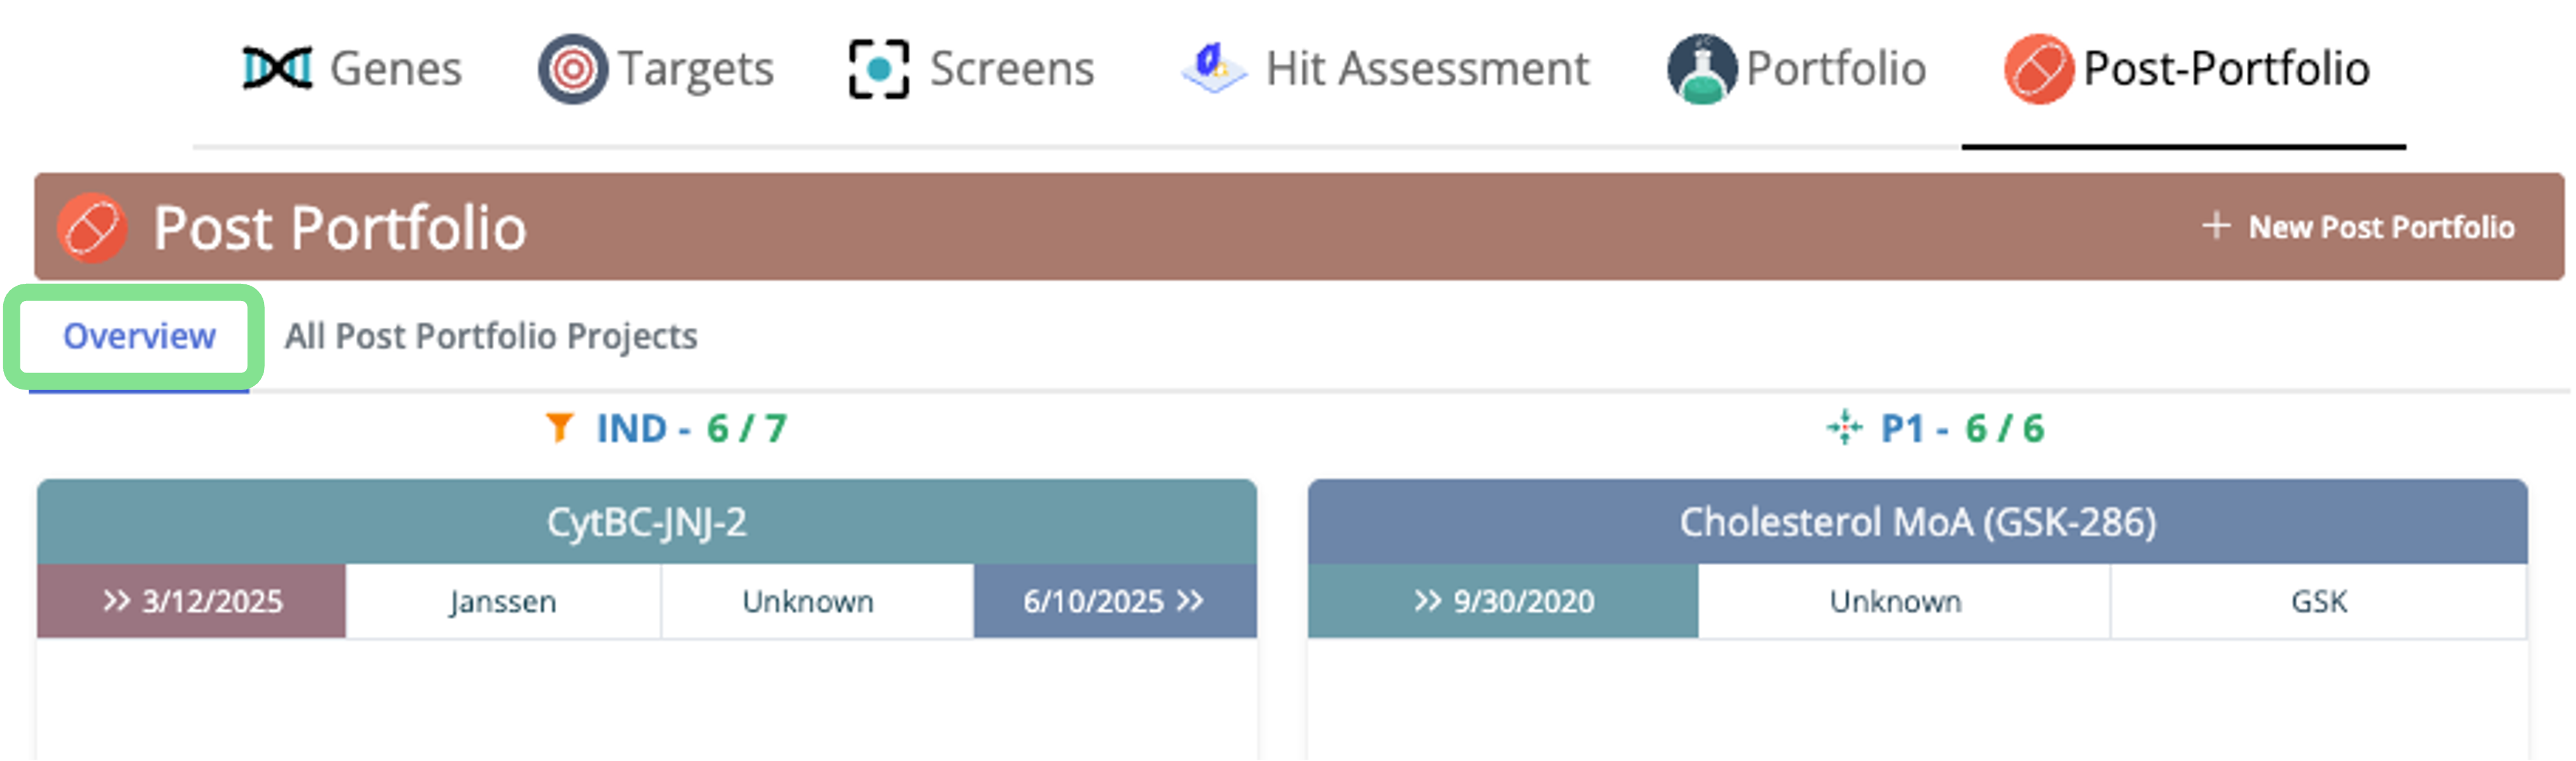 Genes Targets Screens Hit Assessment Portfolio Post-Portfolio
Post Portfolio + New Post Portfolio
Overview All Post Portfolio Projects
IND - 6 / 7 P1 - 6 / 6
CytBC-JNJ-2 Cholesterol MoA (GSK-286)
>> 3/12/2025 Janssen Unknown 6/10/2025 >> >> 9/30/2020 Unknown GSK